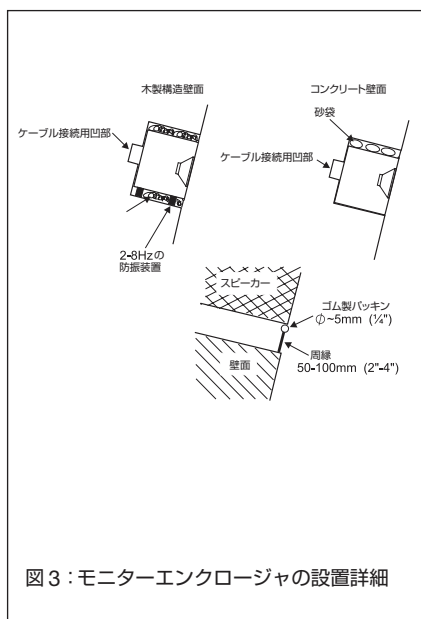 木製構造壁面
コンクリート壁面
砂袋
ケーブル接続用凹部
ケーブル接続用凹部
2-8Hzの
防振装置
スピーカー
ゴム製パッキン
Φ~5mm (¼")
周縁
50-100mm (2"-4")
壁面
図3：モニターエンクロージャの設置詳細